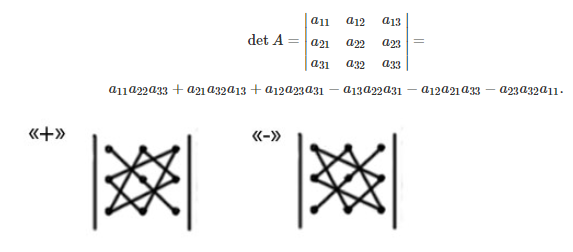 det A = | a11 a12 a13 |
| a21 a22 a23 | =
| a31 a32 a33 |
a11a22a33 + a21a32a13 + a12a23a31 − a13a22a31 − a12a21a33 − a23a32a11.
«+» «-»